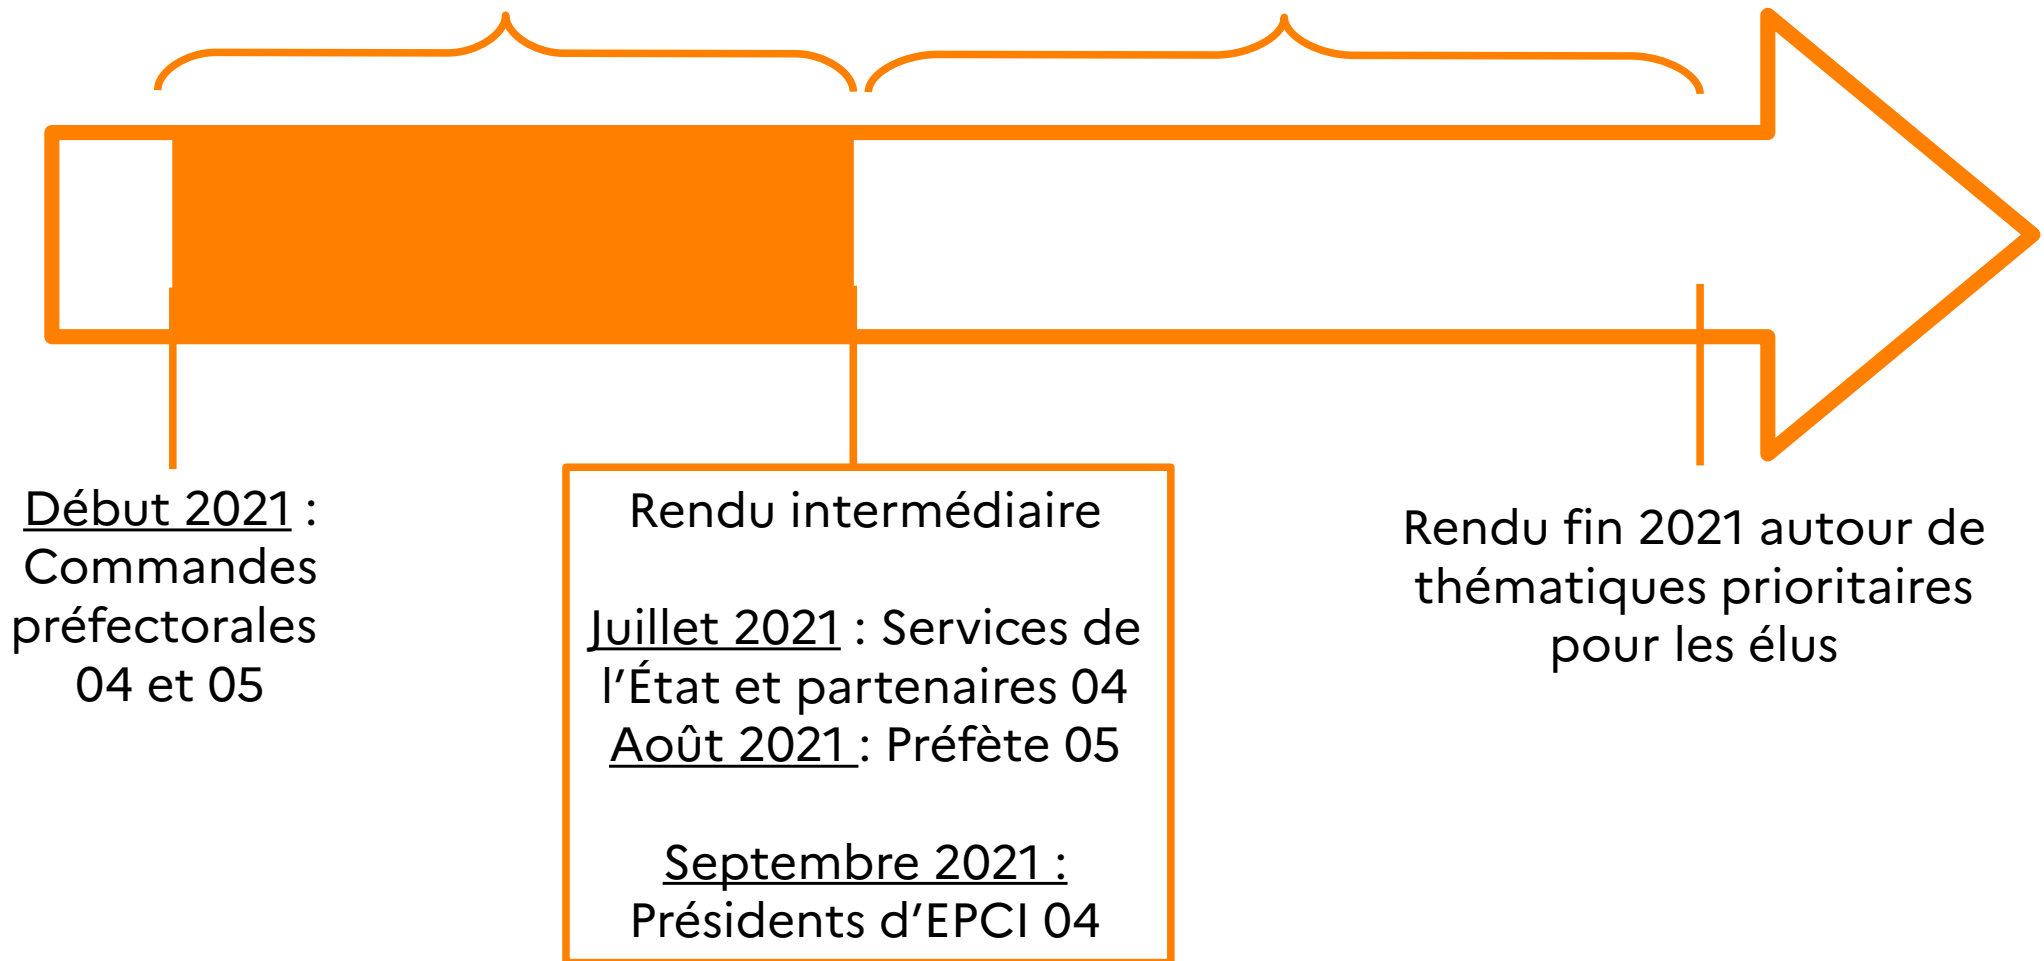 Début 2021 :
Commandes
préfectorales
04 et 05
Rendu intermédiaire
Juillet 2021 : Services de
l’État et partenaires 04
Août 2021 : Préfète 05
Septembre 2021 :
Présidents d’EPCI 04
Rendu fin 2021 autour de
thématiques prioritaires
pour les élus